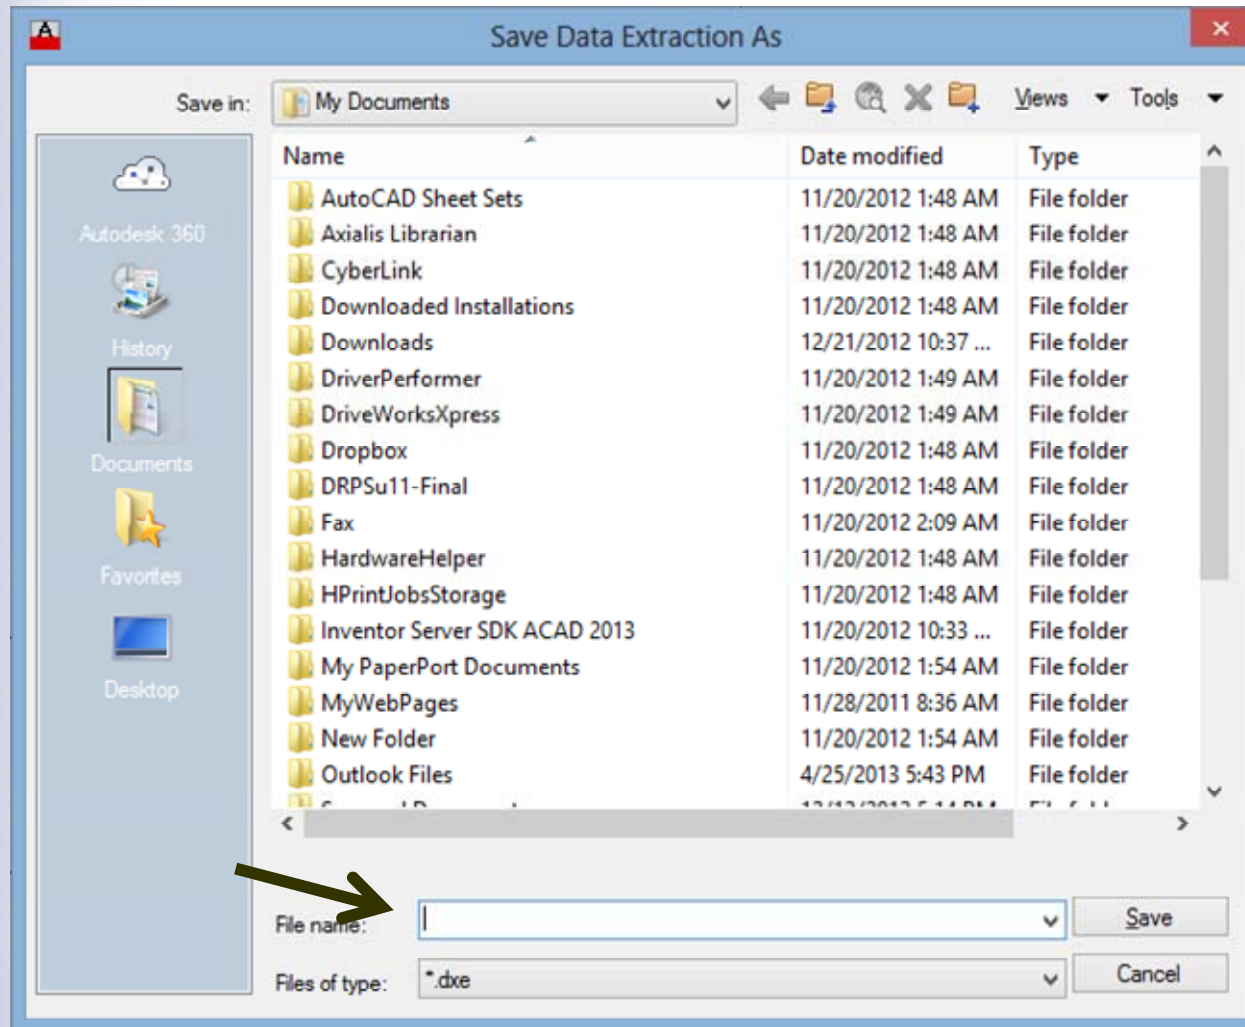 Save Data Extraction As
Save in: My Documents Views Tools
Autodesk 360
History
Documents
Favorites
Desktop
Name Date modified Type
AutoCAD Sheet Sets 11/20/2012 1:48 AM File folder
Axialis Librarian 11/20/2012 1:48 AM File folder
CyberLink 11/20/2012 1:48 AM File folder
Downloaded Installations 11/20/2012 1:48 AM File folder
Downloads 12/21/2012 10:37 ... File folder
DriverPerformer 11/20/2012 1:49 AM File folder
DriveWorksXpress 11/20/2012 1:49 AM File folder
Dropbox 11/20/2012 1:48 AM File folder
DRPSu11-Final 11/20/2012 1:48 AM File folder
Fax 11/20/2012 2:09 AM File folder
HardwareHelper 11/20/2012 1:48 AM File folder
HPrintJobsStorage 11/20/2012 1:48 AM File folder
Inventor Server SDK ACAD 2013 11/20/2012 10:33 ... File folder
My PaperPort Documents 11/20/2012 1:54 AM File folder
MyWebPages 11/28/2011 8:36 AM File folder
New Folder 11/20/2012 1:54 AM File folder
Outlook Files 4/25/2013 5:43 PM File folder
File name: Save
Files of type: *.dxe Cancel